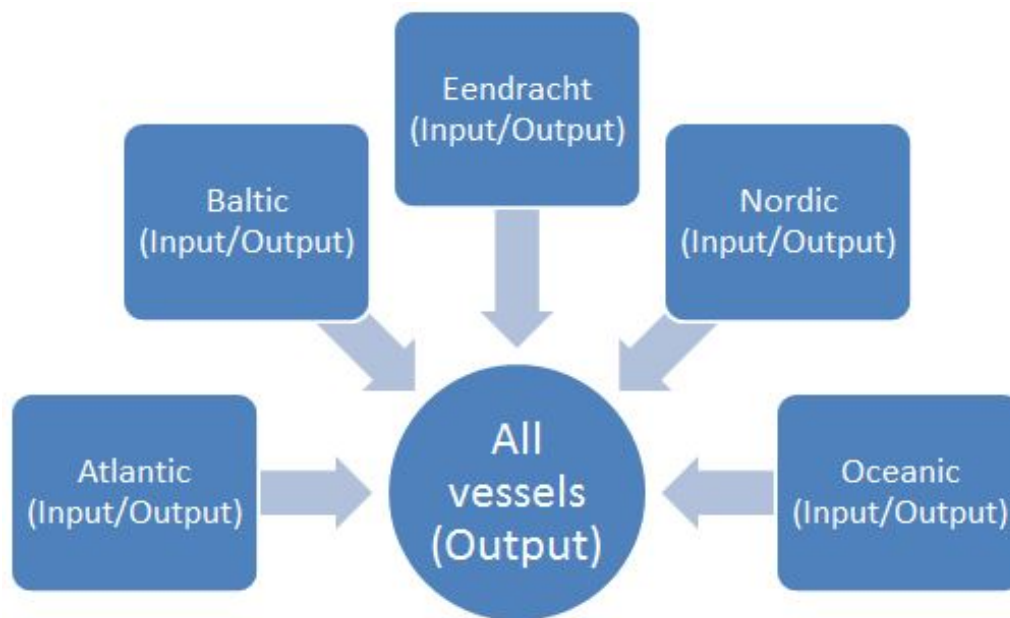 Eendracht
(Input/Output)
Baltic
(Input/Output)
Nordic
(Input/Output)
Atlantic
(Input/Output)
All
vessels
(Output)
Oceanic
(Input/Output)